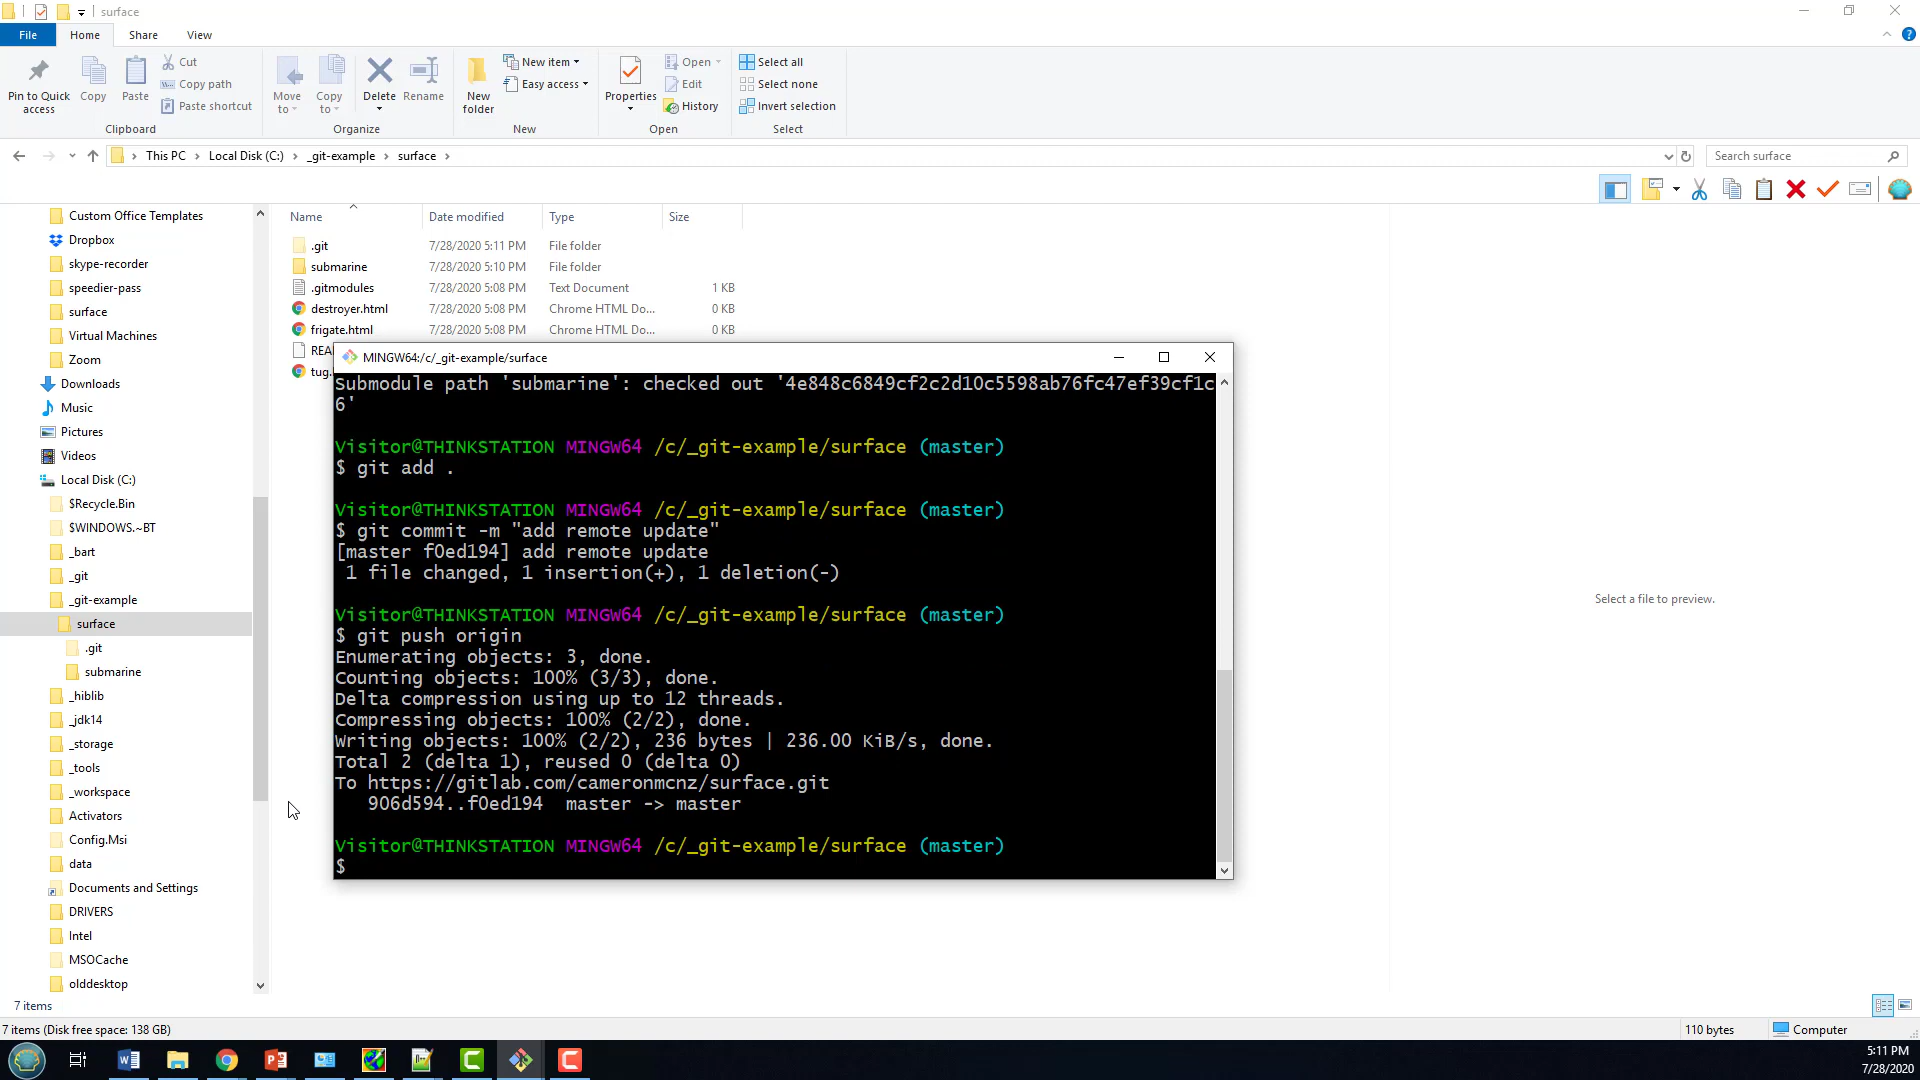 surface
File
Home
Share
View
Pin to Quick access
Copy
Paste
Cut
Copy path
Paste shortcut
Clipboard
Move to
Copy to
Delete
Rename
Organize
New folder
New item
Easy access
New
Properties
Open
Edit
History
Open
Select all
Select none
Invert selection
Select
This PC > Local Disk (C:) > _git-example > surface >
Search surface
Custom Office Templates
Dropbox
skype-recorder
speedier-pass
surface
Virtual Machines
Zoom
Downloads
Music
Pictures
Videos
Local Disk (C:)
$Recycle.Bin
$WINDOWS.~BT
_bart
_git
_git-example
surface
.git
submarine
_hiblib
_jdk14
_storage
_tools
_workspace
Activators
Config.Msi
data
Documents and Settings
DRIVERS
Intel
MSOCache
olddesktop
Name Date modified Type Size
.git 7/28/2020 5:11 PM File folder
submarine 7/28/2020 5:10 PM File folder
.gitmodules 7/28/2020 5:08 PM Text Document 1 KB
destroyer.html 7/28/2020 5:08 PM Chrome HTML Do... 0 KB
frigate.html 7/28/2020 5:08 PM Chrome HTML Do... 0 KB
REA
tug.
MINGW64:/c/_git-example/surface
Submodule path 'submarine': checked out '4e848c6849cf2c2d10c5598ab76fc47ef39cf1c
6'
Visitor@THINKSTATION MINGW64 /c/_git-example/surface (master)
$ git add .
Visitor@THINKSTATION MINGW64 /c/_git-example/surface (master)
$ git commit -m "add remote update"
[master f0ed194] add remote update
1 file changed, 1 insertion(+), 1 deletion(-)
Visitor@THINKSTATION MINGW64 /c/_git-example/surface (master)
$ git push origin
Enumerating objects: 3, done.
Counting objects: 100% (3/3), done.
Delta compression using up to 12 threads.
Compressing objects: 100% (2/2), done.
Writing objects: 100% (2/2), 236 bytes | 236.00 KiB/s, done.
Total 2 (delta 1), reused 0 (delta 0)
To https://gitlab.com/cameronmcnz/surface.git
906d594..f0ed194 master -> master
Visitor@THINKSTATION MINGW64 /c/_git-example/surface (master)
$
Select a file to preview.
7 items
7 items (Disk free space: 138 GB)
110 bytes
Computer
5:11 PM
7/28/2020